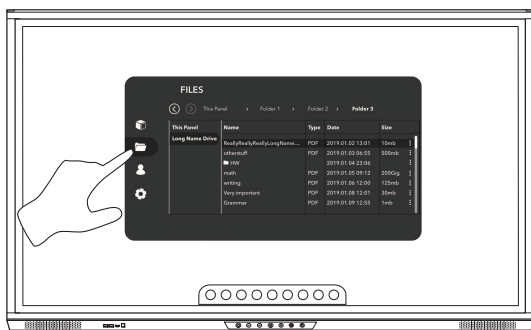 FILES
This Panel › Folder 1 › Folder 2 › Folder 3
This Panel Name Type Date Size
Long Name Drive ReallyReallyReallyLongName... PDF 2019.01.02 13:01 10mb
otherstuff PDF 2019.01.03 06:55 500mb
HW 2019.01.04 23:06
math PDF 2019.01.05 09:12 200Gig
writing PDF 2019.01.06 12:00 125mb
Very important PDF 2019.01.08 12:01 30mb
Grammar PDF 2019.01.09 12:55 1mb